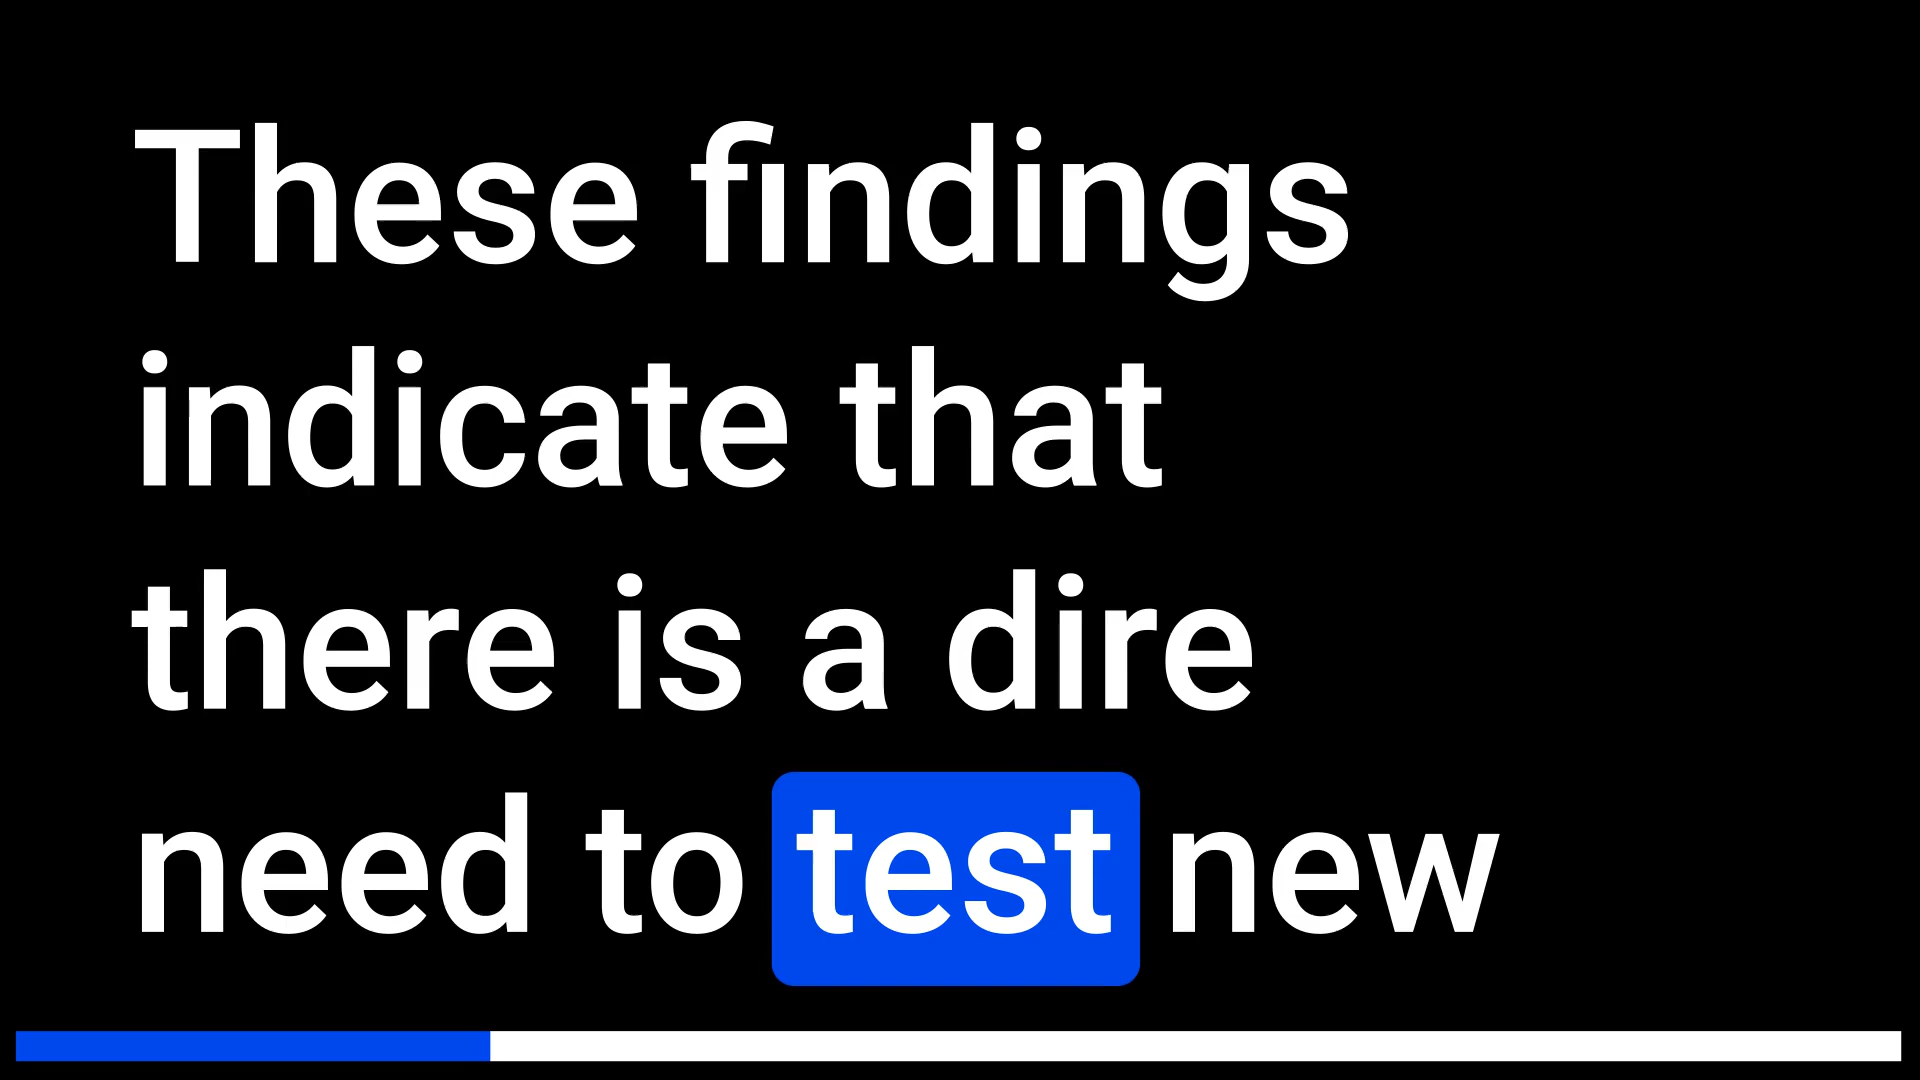 These findings
indicate that
there is a dire
need to test new